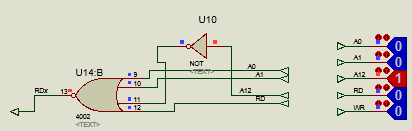 U10
A0
0
NOT
<TEXT>
A1
0
U14:B
9
A0
A12
1
RDx
13
10
A1
11
A12
RD
0
12
RD
4002
<TEXT>
WR
0